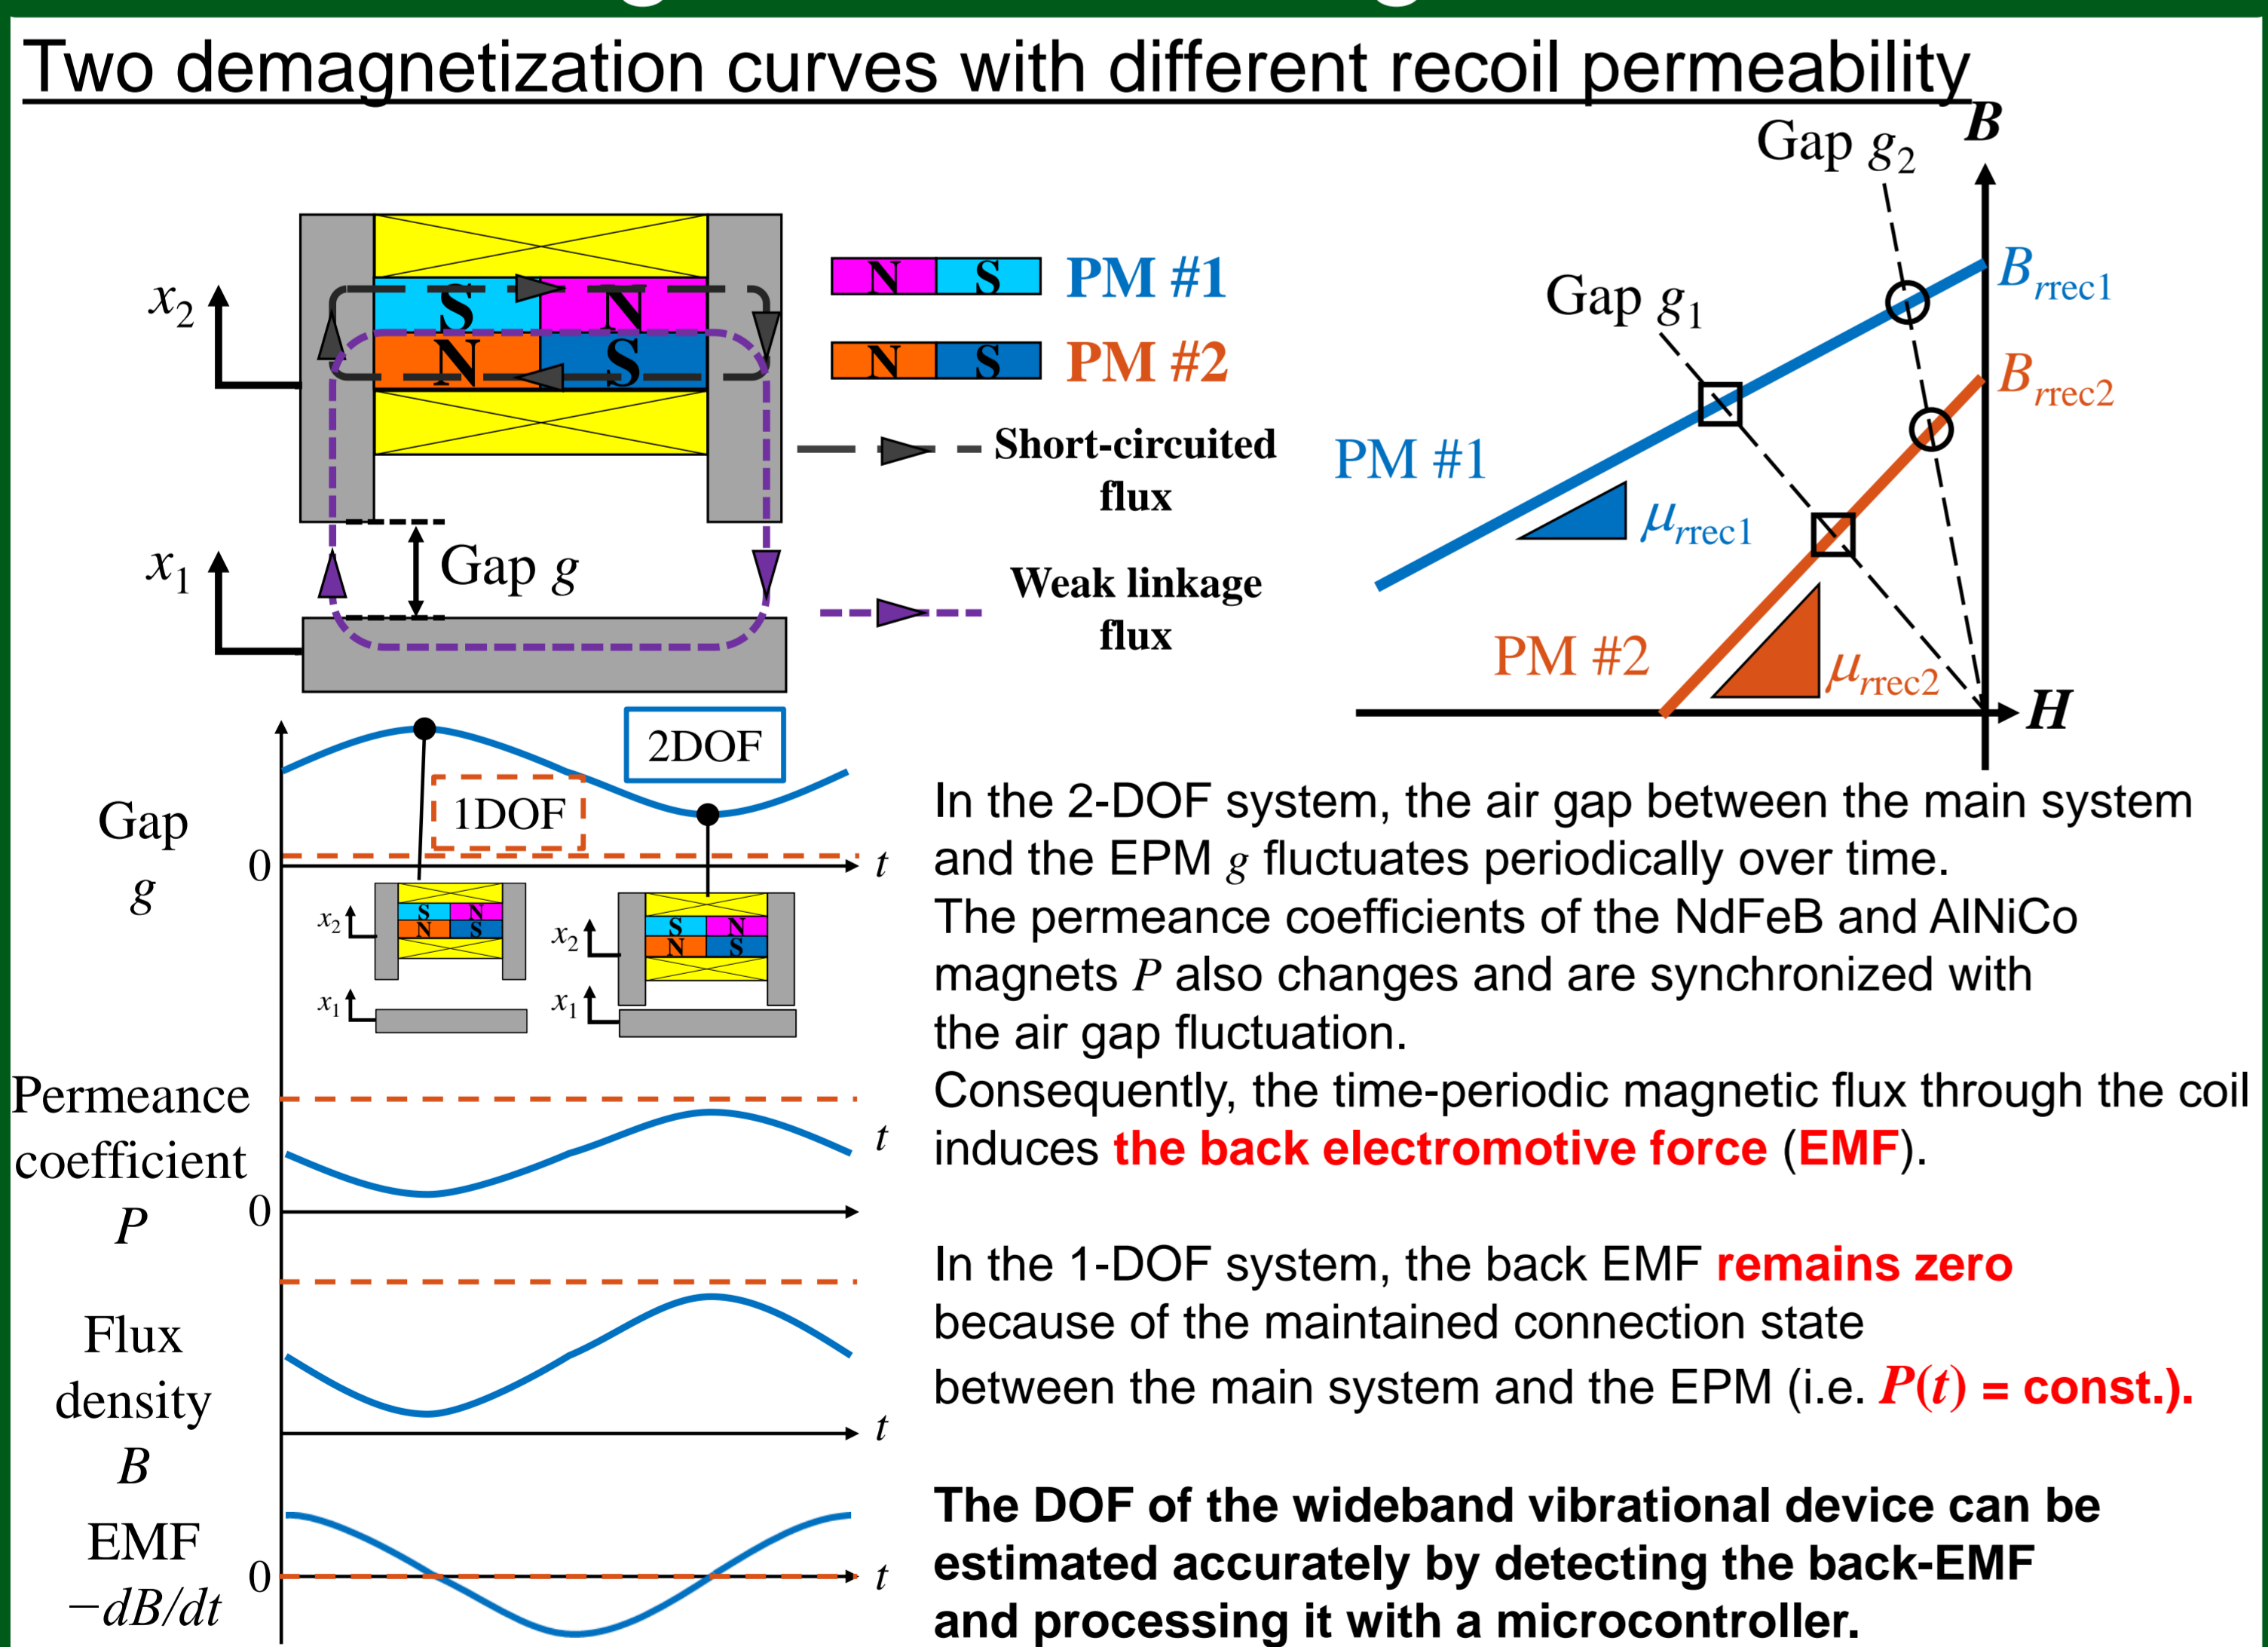 Two demagnetization curves with different recoil permeability
x₂
S N
N S
x₁
Gap g
N S PM #1
N S PM #2
Short-circuited
flux
Weak linkage
flux
B
Gap g₂
Gap g₁
Bᵣrec1
Bᵣrec2
PM #1
μᵣrec1
PM #2
μᵣrec2
H
Gap
g
0
1DOF
2DOF
t
x₂
S N
N S
x₁
x₂
S N
N S
x₁
Permeance
coefficient
P
0
t
Flux
density
B
t
EMF
−dB/dt
0
t
In the 2-DOF system, the air gap between the main system
and the EPM g fluctuates periodically over time.
The permeance coefficients of the NdFeB and AlNiCo
magnets P also changes and are synchronized with
the air gap fluctuation.
Consequently, the time-periodic magnetic flux through the coil
induces the back electromotive force (EMF).
In the 1-DOF system, the back EMF remains zero
because of the maintained connection state
between the main system and the EPM (i.e. P(t) = const.).
The DOF of the wideband vibrational device can be
estimated accurately by detecting the back-EMF
and processing it with a microcontroller.